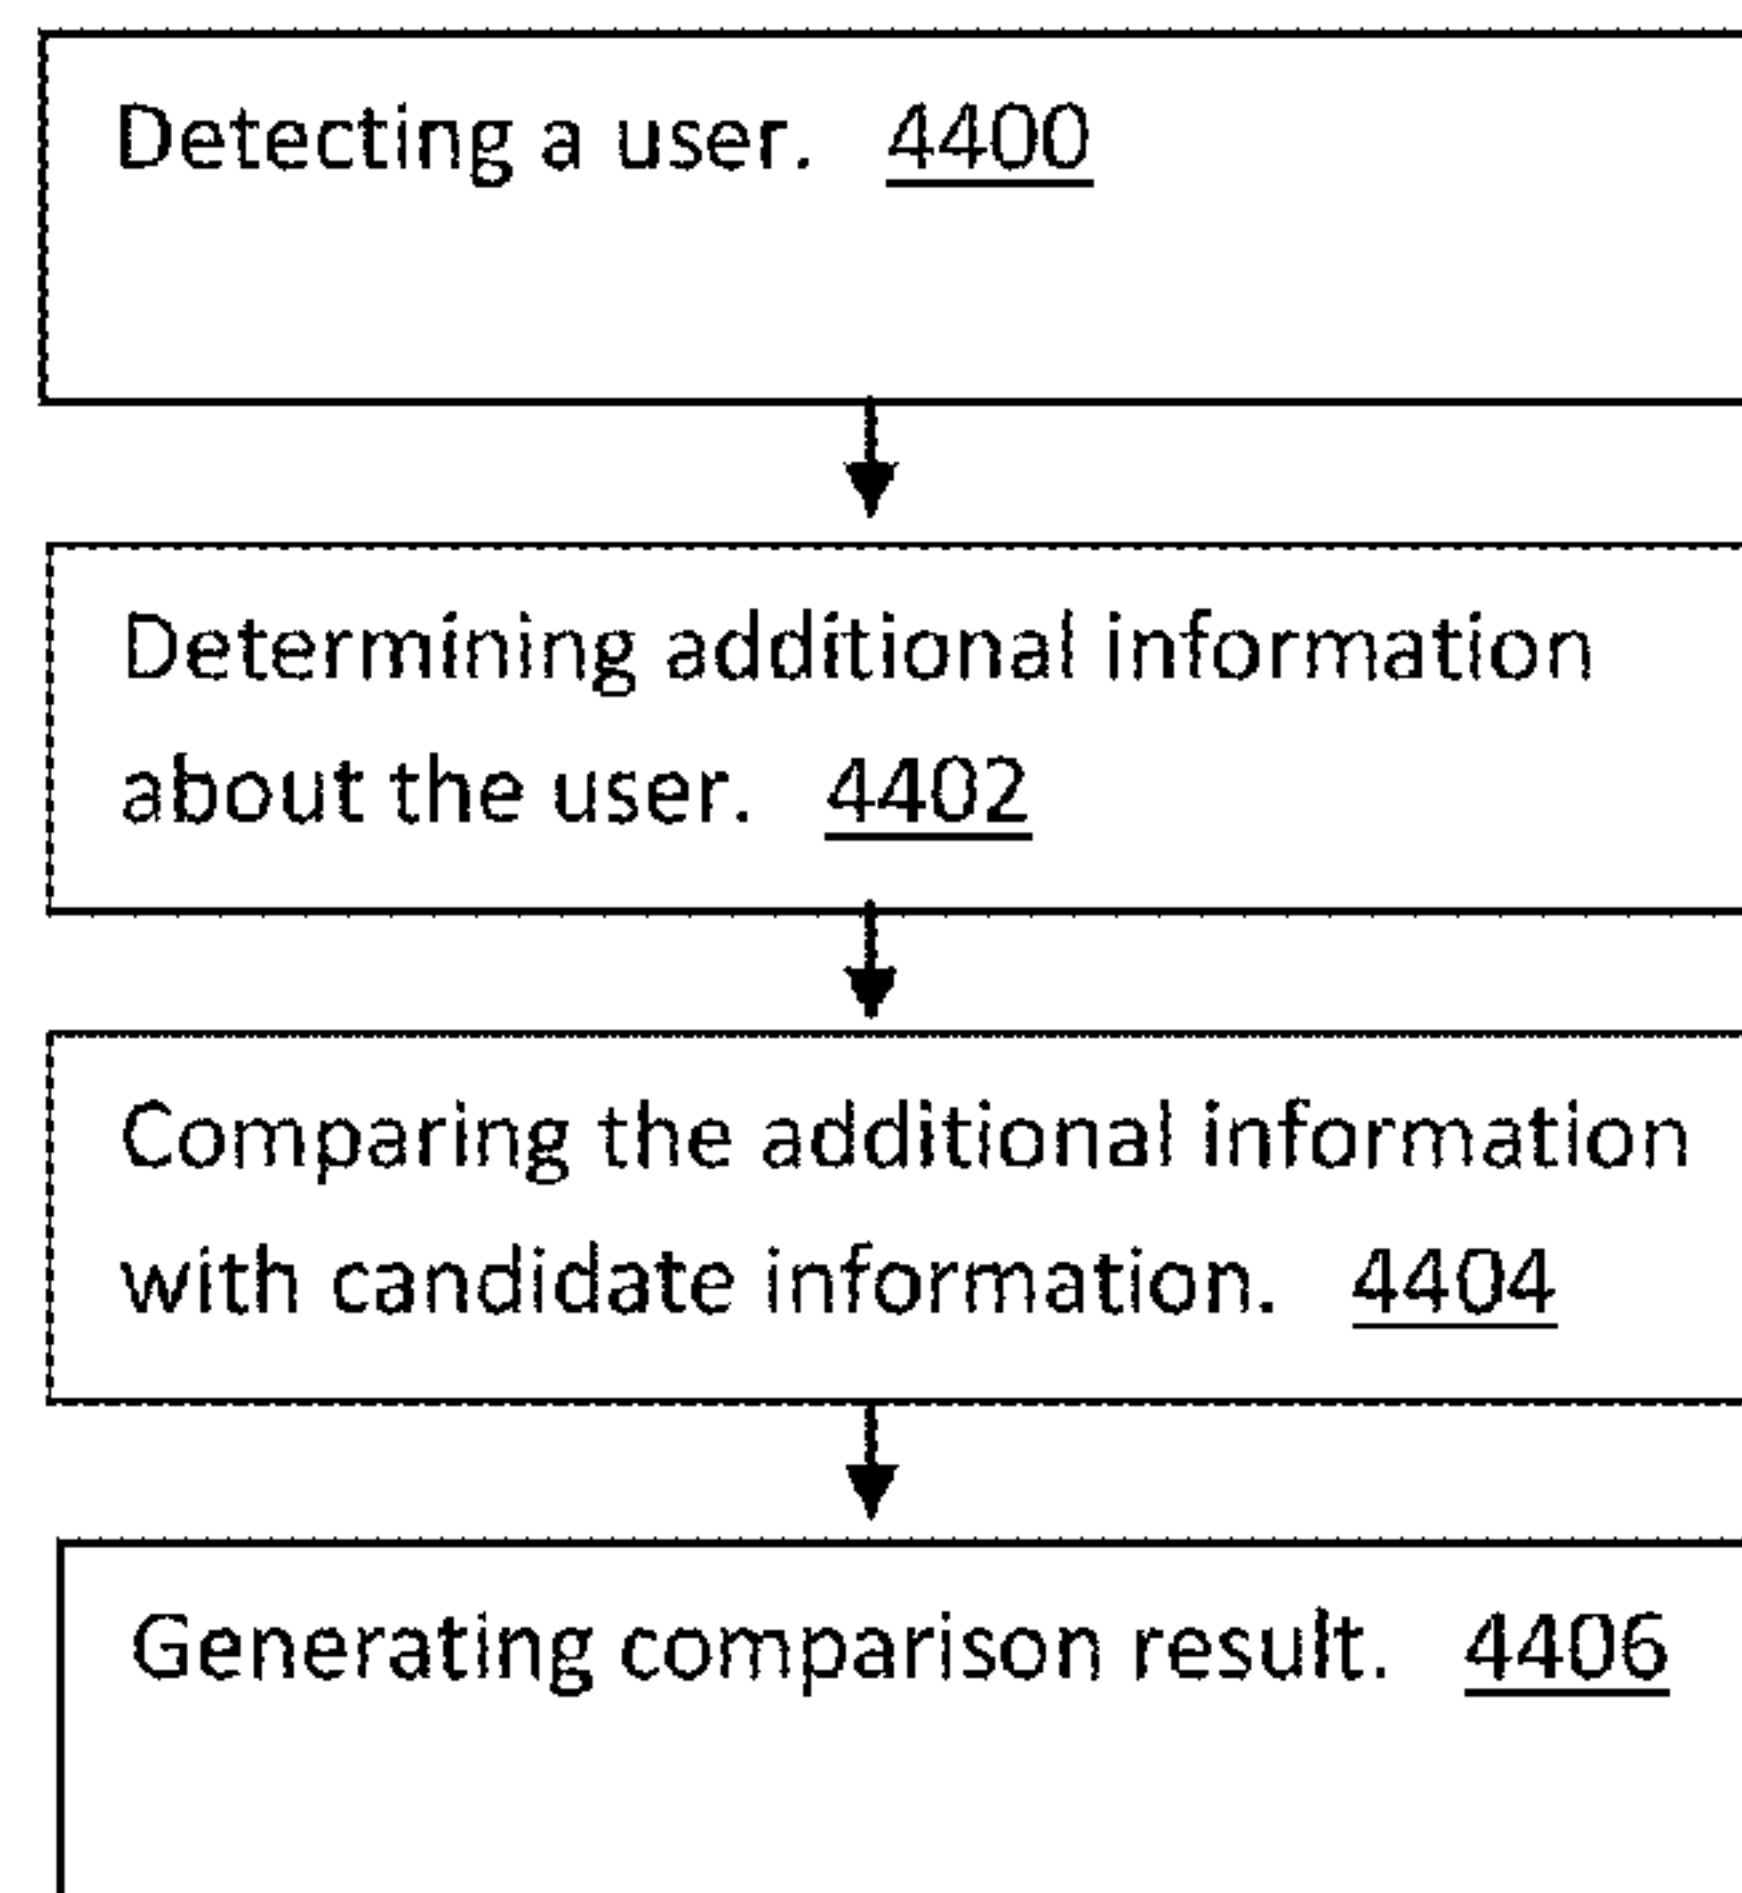 Detecting a user. 4400
Determining additional information
about the user. 4402
Comparing the additional information
with candidate information. 4404
Generating comparison result. 4406